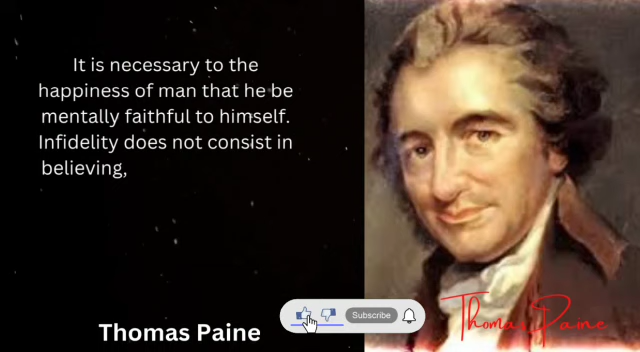 It is necessary to the
happiness of man that he be
mentally faithful to himself.
Infidelity does not consist in
believing,
Thomas Paine
Subscribe
Thomas Paine